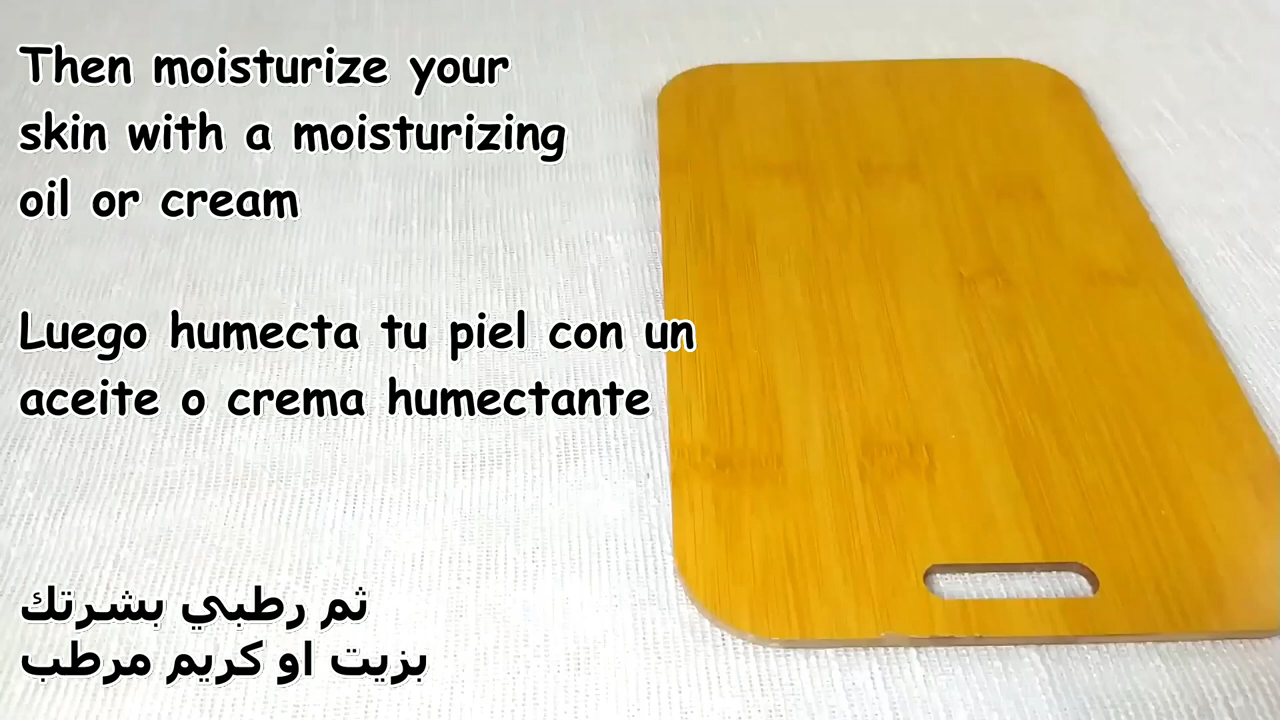 Then moisturize your
skin with a moisturizing
oil or cream
Luego humecta tu piel con un
aceite o crema humectante
ثم رطبي بشرتك
بزيت او كريم مرطب